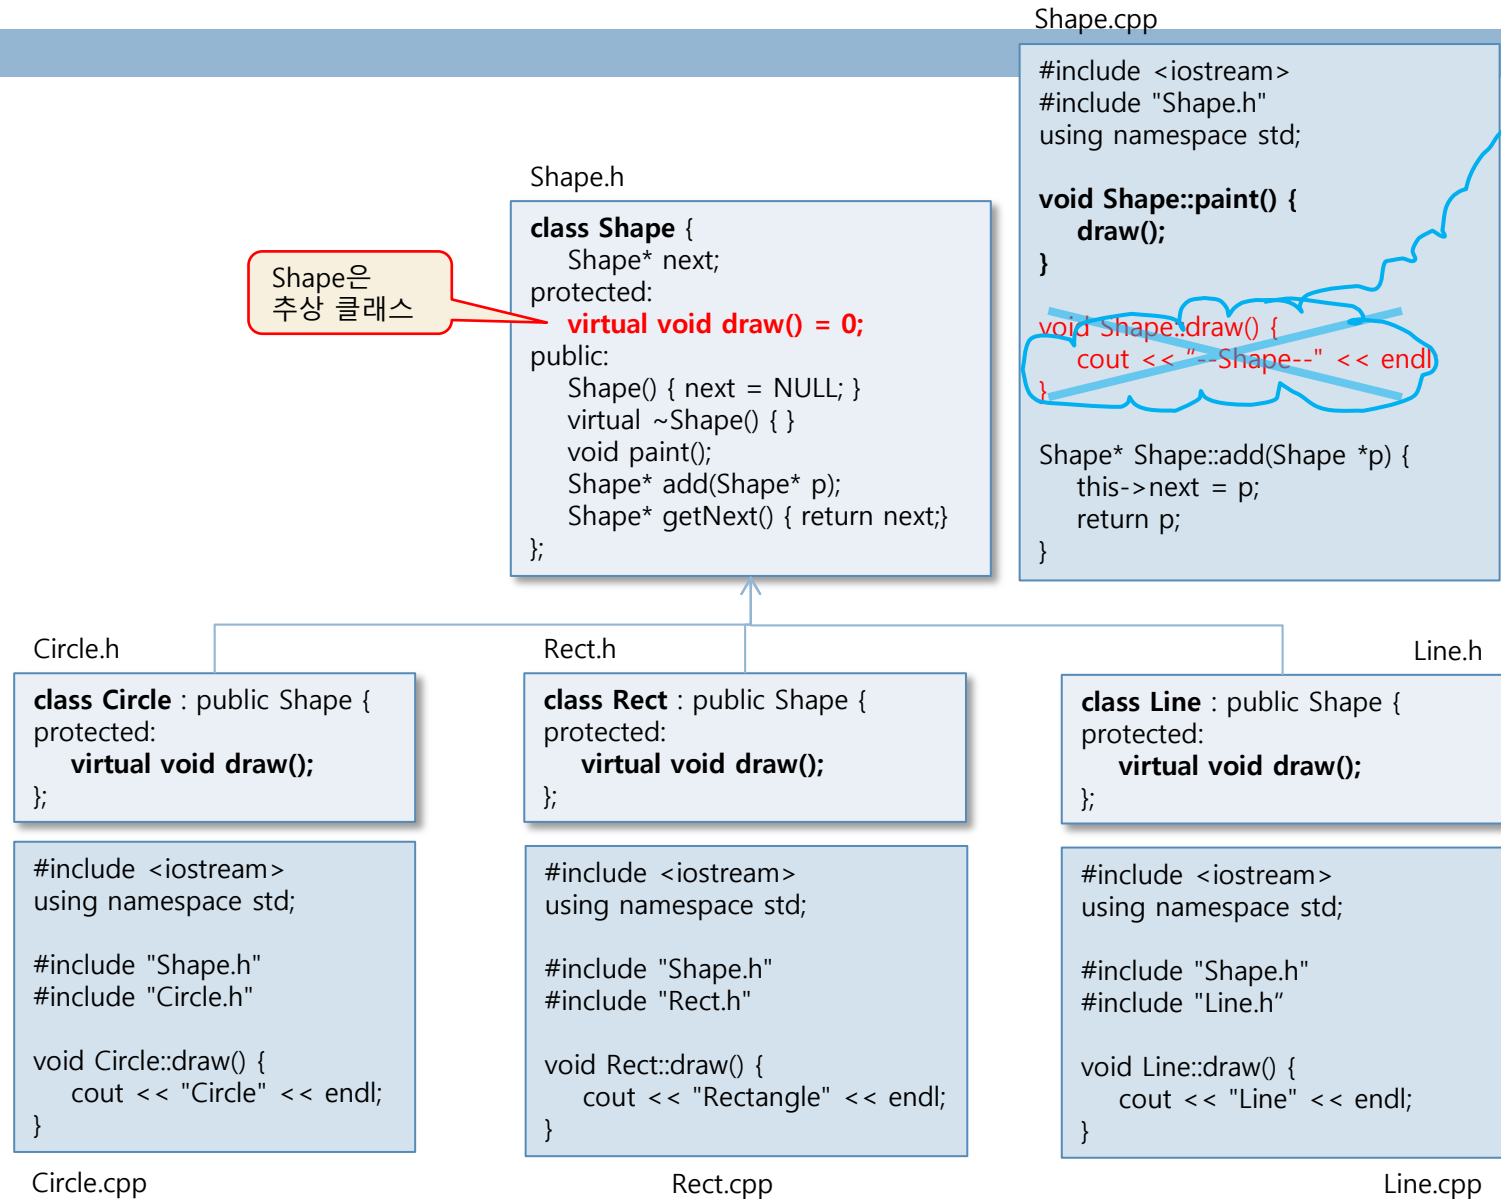 Shape.cpp
#include <iostream>
#include "Shape.h"
using namespace std;
void Shape::paint() {
draw();
}
void Shape::draw() {
cout << “--Shape--" << endl
}
Shape* Shape::add(Shape *p) {
this->next = p;
return p;
}
Shape.h
class Shape {
Shape* next;
protected:
virtual void draw() = 0;
public:
Shape() { next = NULL; }
virtual ~Shape() { }
void paint();
Shape* add(Shape* p);
Shape* getNext() { return next;}
};
Shape은
추상 클래스
Circle.h
class Circle : public Shape {
protected:
virtual void draw();
};
#include <iostream>
using namespace std;
#include "Shape.h"
#include "Circle.h"
void Circle::draw() {
cout << "Circle" << endl;
}
Circle.cpp
Rect.h
class Rect : public Shape {
protected:
virtual void draw();
};
#include <iostream>
using namespace std;
#include "Shape.h"
#include "Rect.h"
void Rect::draw() {
cout << "Rectangle" << endl;
}
Rect.cpp
Line.h
class Line : public Shape {
protected:
virtual void draw();
};
#include <iostream>
using namespace std;
#include "Shape.h"
#include "Line.h“
void Line::draw() {
cout << "Line" << endl;
}
Line.cpp